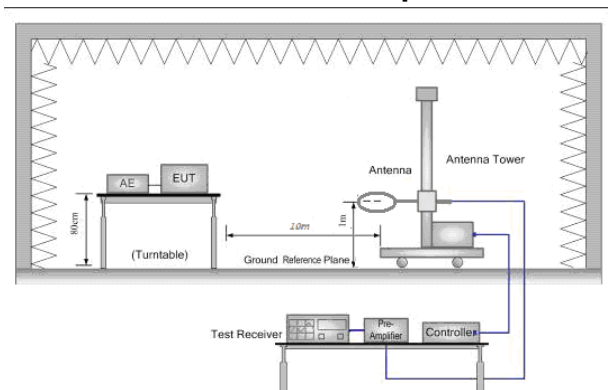 Antenna
Antenna Tower
AE
EUT
80cm
(Turntable)
10m
1m
Ground Reference Plane
Test Receiver
Pre-
Amplifier
Controller